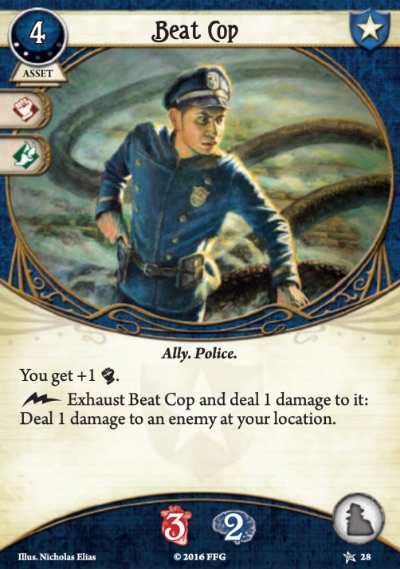 4
Beat Cop
ASSET
Ally. Police.
You get +1 .
Exhaust Beat Cop and deal 1 damage to it:
Deal 1 damage to an enemy at your location.
3
2
Illus. Nicholas Elias
© 2016 FFG
28